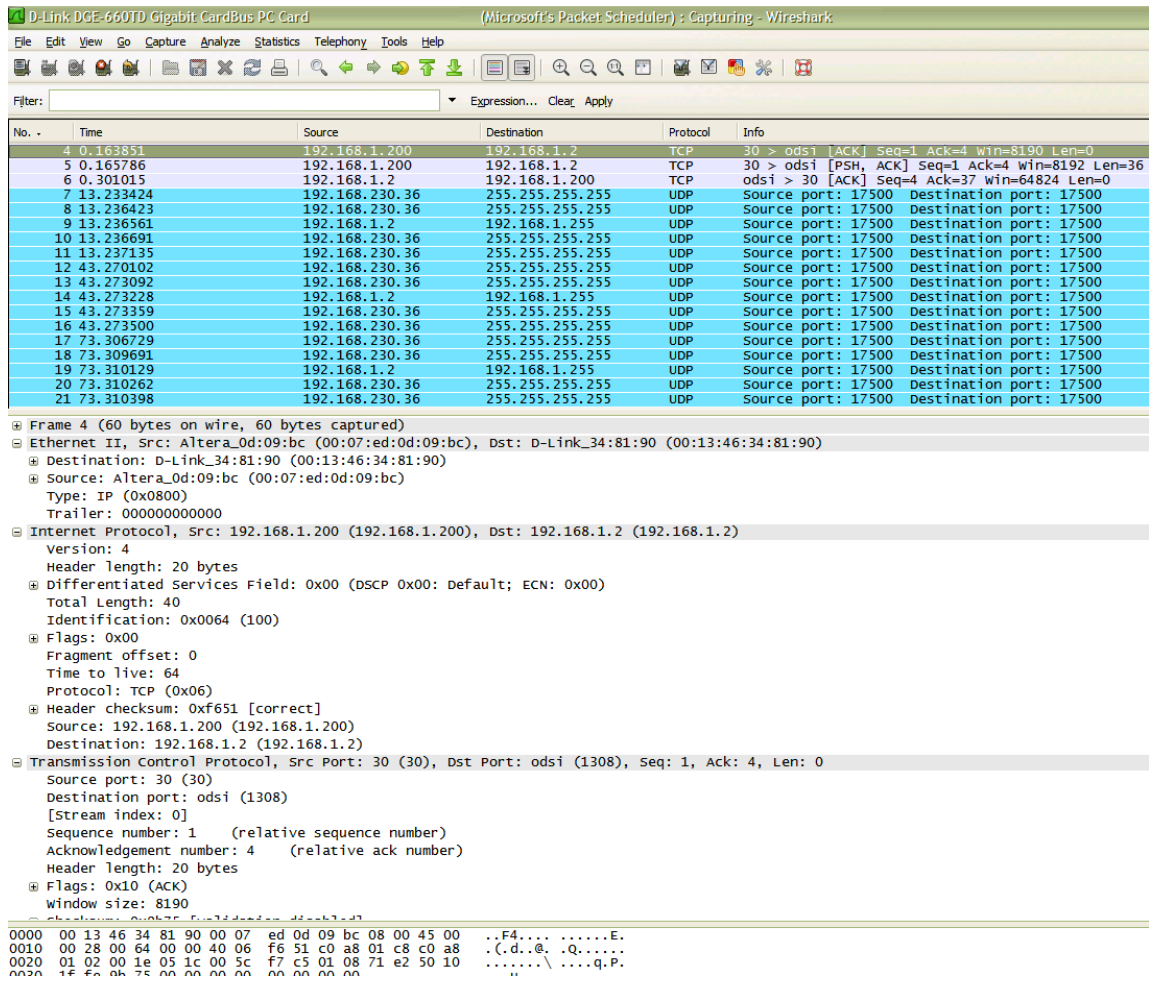 D-Link DGE-660TD Gigabit CardBus PC Card (Microsoft's Packet Scheduler) : Capturing - Wireshark
File Edit View Go Capture Analyze Statistics Telephony Tools Help
Filter: Expression... Clear Apply
No. - Time Source Destination Protocol Info
4 0.163851 192.168.1.200 192.168.1.2 TCP 30 > odsi [ACK] Seq=1 Ack=4 Win=8190 Len=0
5 0.165786 192.168.1.200 192.168.1.2 TCP 30 > odsi [PSH, ACK] Seq=1 Ack=4 Win=8192 Len=36
6 0.301015 192.168.1.2 192.168.1.200 TCP odsi > 30 [ACK] Seq=4 Ack=37 Win=64824 Len=0
7 13.233424 192.168.230.36 255.255.255.255 UDP Source port: 17500 Destination port: 17500
8 13.236423 192.168.230.36 255.255.255.255 UDP Source port: 17500 Destination port: 17500
9 13.236561 192.168.1.2 192.168.1.255 UDP Source port: 17500 Destination port: 17500
10 13.236691 192.168.230.36 255.255.255.255 UDP Source port: 17500 Destination port: 17500
11 13.237135 192.168.230.36 255.255.255.255 UDP Source port: 17500 Destination port: 17500
12 43.270102 192.168.230.36 255.255.255.255 UDP Source port: 17500 Destination port: 17500
13 43.273092 192.168.230.36 255.255.255.255 UDP Source port: 17500 Destination port: 17500
14 43.273228 192.168.1.2 192.168.1.255 UDP Source port: 17500 Destination port: 17500
15 43.273359 192.168.230.36 255.255.255.255 UDP Source port: 17500 Destination port: 17500
16 43.273500 192.168.230.36 255.255.255.255 UDP Source port: 17500 Destination port: 17500
17 73.306729 192.168.230.36 255.255.255.255 UDP Source port: 17500 Destination port: 17500
18 73.309691 192.168.230.36 255.255.255.255 UDP Source port: 17500 Destination port: 17500
19 73.310129 192.168.1.2 192.168.1.255 UDP Source port: 17500 Destination port: 17500
20 73.310262 192.168.230.36 255.255.255.255 UDP Source port: 17500 Destination port: 17500
21 73.310398 192.168.230.36 255.255.255.255 UDP Source port: 17500 Destination port: 17500
Frame 4 (60 bytes on wire, 60 bytes captured)
Ethernet II, Src: Altera_0d:09:bc (00:07:ed:0d:09:bc), Dst: D-Link_34:81:90 (00:13:46:34:81:90)
Destination: D-Link_34:81:90 (00:13:46:34:81:90)
Source: Altera_0d:09:bc (00:07:ed:0d:09:bc)
Type: IP (0x0800)
Trailer: 000000000000
Internet Protocol, Src: 192.168.1.200 (192.168.1.200), Dst: 192.168.1.2 (192.168.1.2)
Version: 4
Header length: 20 bytes
Differentiated Services Field: 0x00 (DSCP 0x00: Default; ECN: 0x00)
Total Length: 40
Identification: 0x0064 (100)
Flags: 0x00
Fragment offset: 0
Time to live: 64
Protocol: TCP (0x06)
Header checksum: 0xf651 [correct]
Source: 192.168.1.200 (192.168.1.200)
Destination: 192.168.1.2 (192.168.1.2)
Transmission Control Protocol, Src Port: 30 (30), Dst Port: odsi (1308), Seq: 1, Ack: 4, Len: 0
Source port: 30 (30)
Destination port: odsi (1308)
[Stream index: 0]
Sequence number: 1 (relative sequence number)
Acknowledgement number: 4 (relative ack number)
Header length: 20 bytes
Flags: 0x10 (ACK)
Window size: 8190
0000 00 13 46 34 81 90 00 07 ed 0d 09 bc 08 00 45 00 ..F4.... ......E.
0010 00 28 00 64 00 00 40 06 f6 51 c0 a8 01 c8 c0 a8 .(.d..@. .Q......
0020 01 02 00 1e 05 1c 00 5c f7 c5 01 08 71 e2 50 10 .......\ ....q.P.
0030 1f fe 9b 75 00 00 00 00 00 00 00 00